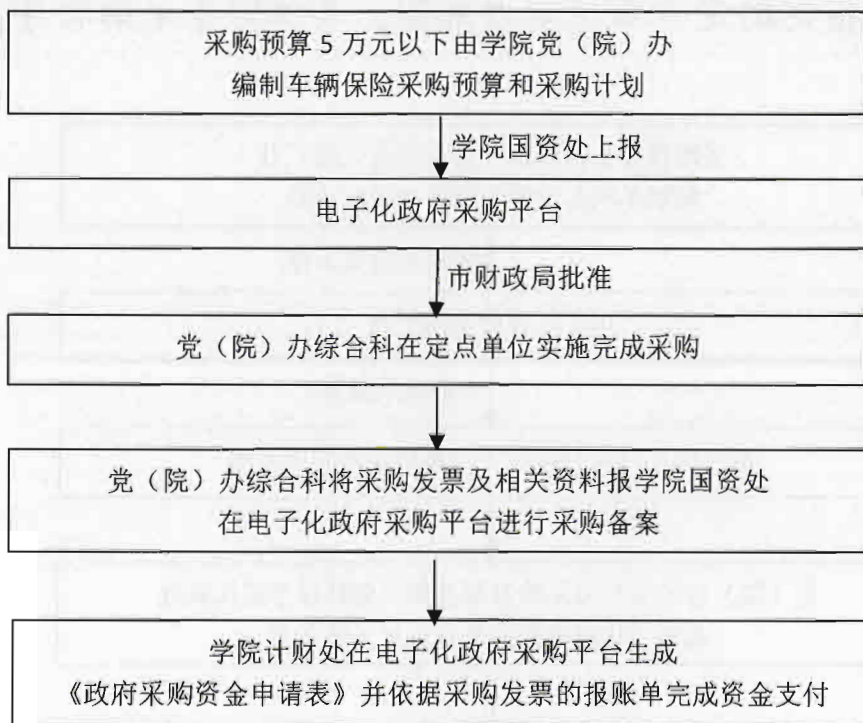 采购预算5万元以下由学院党（院）办
编制车辆保险采购预算和采购计划
学院国资处上报
电子化政府采购平台
市财政局批准
党（院）办综合科在定点单位实施完成采购
党（院）办综合科将采购发票及相关资料报学院国资处
在电子化政府采购平台进行采购备案
学院计财处在电子化政府采购平台生成
《政府采购资金申请表》并依据采购发票的报账单完成资金支付